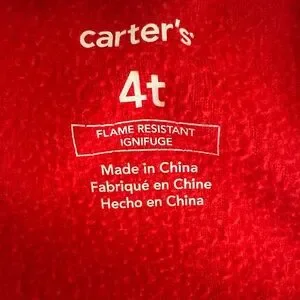 carter's
4t
FLAME RESISTANT
IGNIFUGE
Made in China
Fabriqué en Chine
Hecho en China